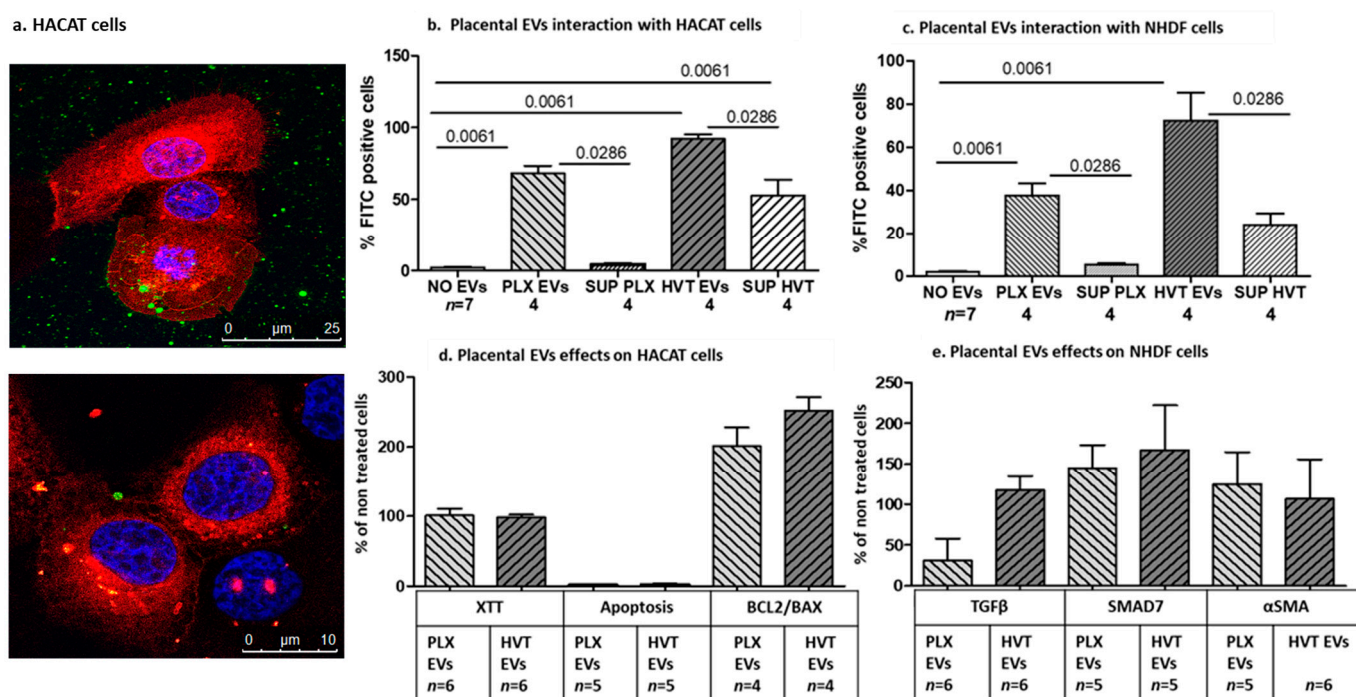 a. HACAT cells
0 μm 25
0 μm 10
b. Placental EVs interaction with HACAT cells
% FITC positive cells
150
100
50
0
0.0061
0.0061
0.0286
0.0061
0.0286
NO EVs PLX EVs SUP PLX HVT EVs SUP HVT
n=7 4 4 4 4
c. Placental EVs interaction with NHDF cells
%FITC positive cells
100
80
60
40
20
0
0.0061
0.0286
0.0061
0.0286
NO EVs PLX EVs SUP PLX HVT EVs SUP HVT
n=7 4 4 4 4
d. Placental EVs effects on HACAT cells
% of non treated cells
300
200
100
0
XTT Apoptosis BCL2/BAX
PLX HVT PLX HVT PLX HVT
EVs EVs EVs EVs EVs EVs
n=6 n=6 n=5 n=5 n=4 n=4
e. Placental EVs effects on NHDF cells
% of non treated cells
250
200
150
100
50
0
TGFβ SMAD7 αSMA
PLX HVT PLX HVT PLX HVT EVs
EVs EVs EVs EVs EVs
n=6 n=6 n=5 n=5 n=5 n=6